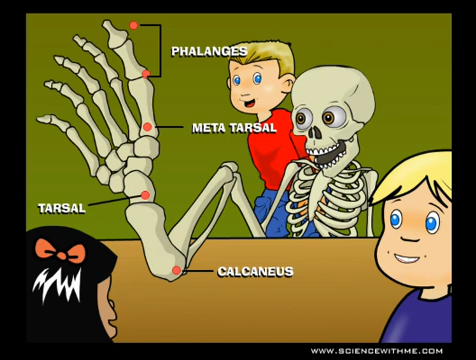 PHALANGES
META TARSAL
TARSAL
CALCANEUS
WWW.SCIENCEWITHME.COM